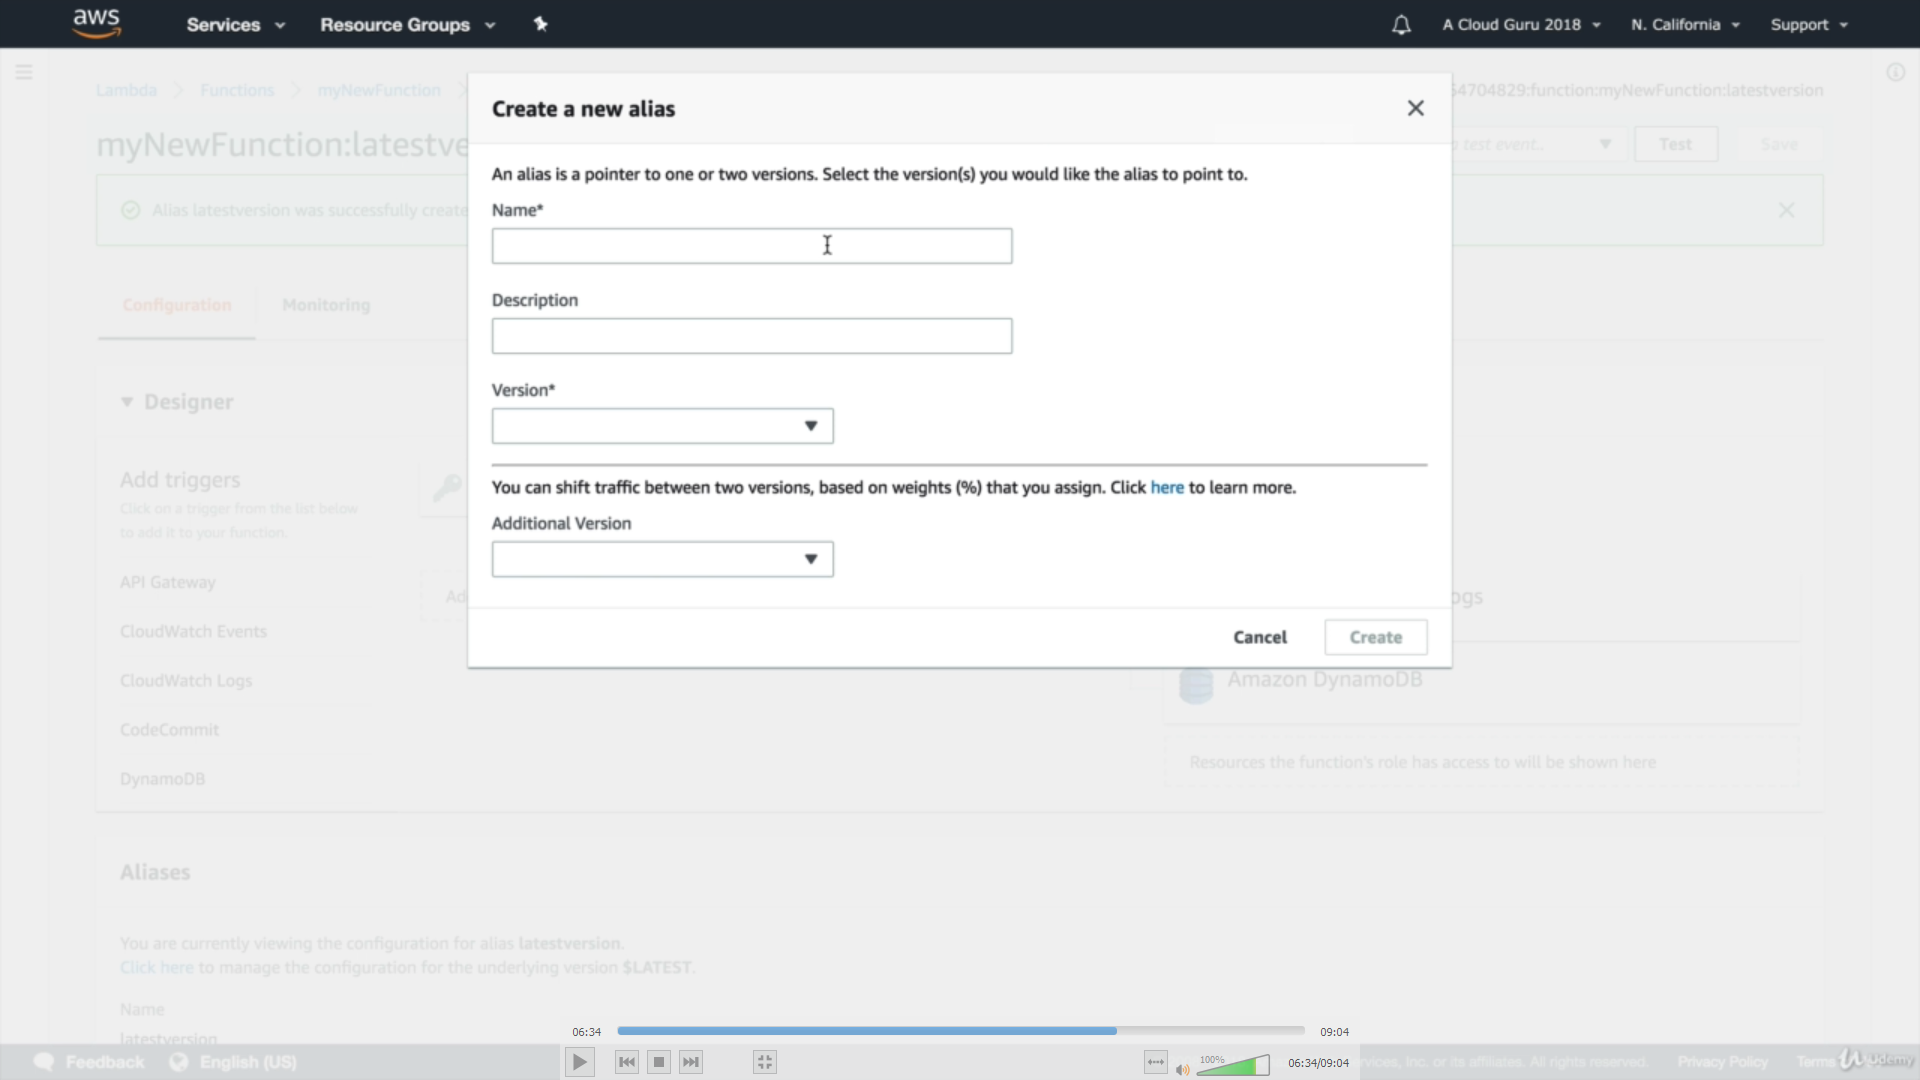 aws
Services
Resource Groups
A Cloud Guru 2018
N. California
Support
Lambda
Functions
myNewFunction
54704829:function:myNewFunction:latestversion
myNewFunction:latestve
test event..
Test
Save
Alias latestversion was successfully create
Configuration
Monitoring
Create a new alias
An alias is a pointer to one or two versions. Select the version(s) you would like the alias to point to.
Name*
Description
Version*
You can shift traffic between two versions, based on weights (%) that you assign. Click here to learn more.
Additional Version
Cancel
Create
Designer
Add triggers
Click on a trigger from the list below
to add it to your function.
API Gateway
CloudWatch Events
CloudWatch Logs
CodeCommit
DynamoDB
Ad
ogs
Amazon DynamoDB
Resources the function's role has access to will be shown here
Aliases
You are currently viewing the configuration for alias latestversion.
Click here to manage the configuration for the underlying version $LATEST.
Name
latestversion
06:34
09:04
Feedback
English (US)
100%
06:34/09:04
rvices, Inc. or its affiliates. All rights reserved.
Privacy Policy
Terms
Udemy